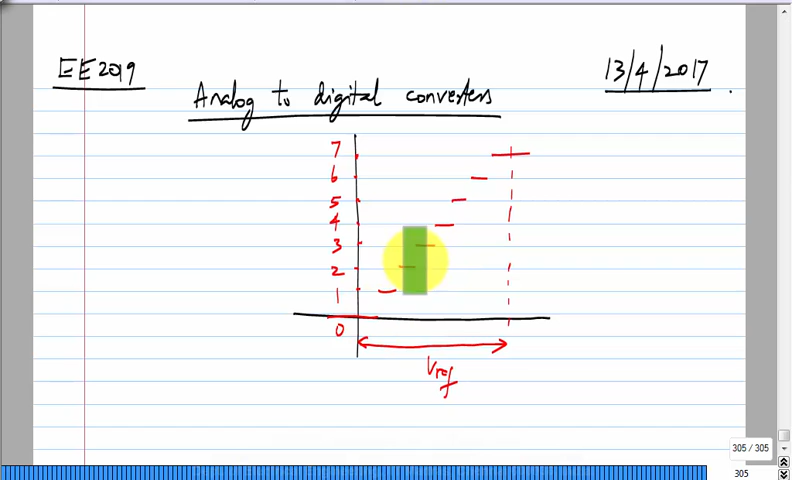 EE2019
13/4/2017
Analog to digital converters
7
6
5
4
3
2
1
0
Vref
305 / 305
305